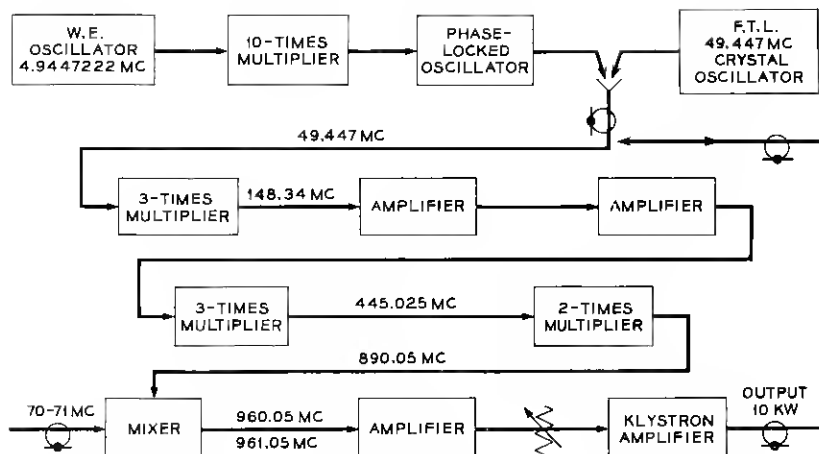 W.E.
OSCILLATOR
4.9447222 MC
10-TIMES
MULTIPLIER
PHASE-
LOCKED
OSCILLATOR
F.T.L.
49.447 MC
CRYSTAL
OSCILLATOR
49.447 MC
3-TIMES
MULTIPLIER
148.34 MC
AMPLIFIER
AMPLIFIER
3-TIMES
MULTIPLIER
445.025 MC
2-TIMES
MULTIPLIER
890.05 MC
70-71 MC
MIXER
960.05 MC
961.05 MC
AMPLIFIER
KLYSTRON
AMPLIFIER
OUTPUT
10 KW